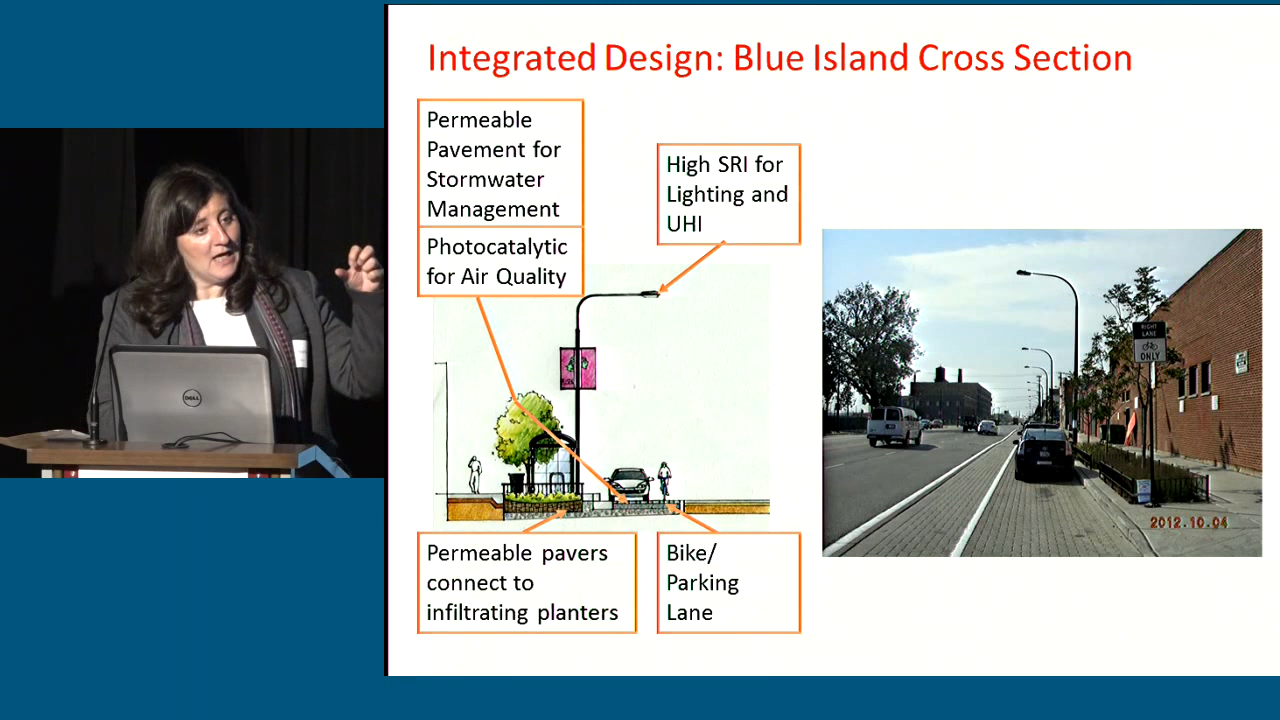 Integrated Design: Blue Island Cross Section
Permeable
Pavement for
Stormwater
Management
Photocatalytic
for Air Quality
High SRI for
Lighting and
UHI
Permeable pavers
connect to
infiltrating planters
Bike/
Parking
Lane
RIGHT
LANE
ONLY
2012.10.04
DELL